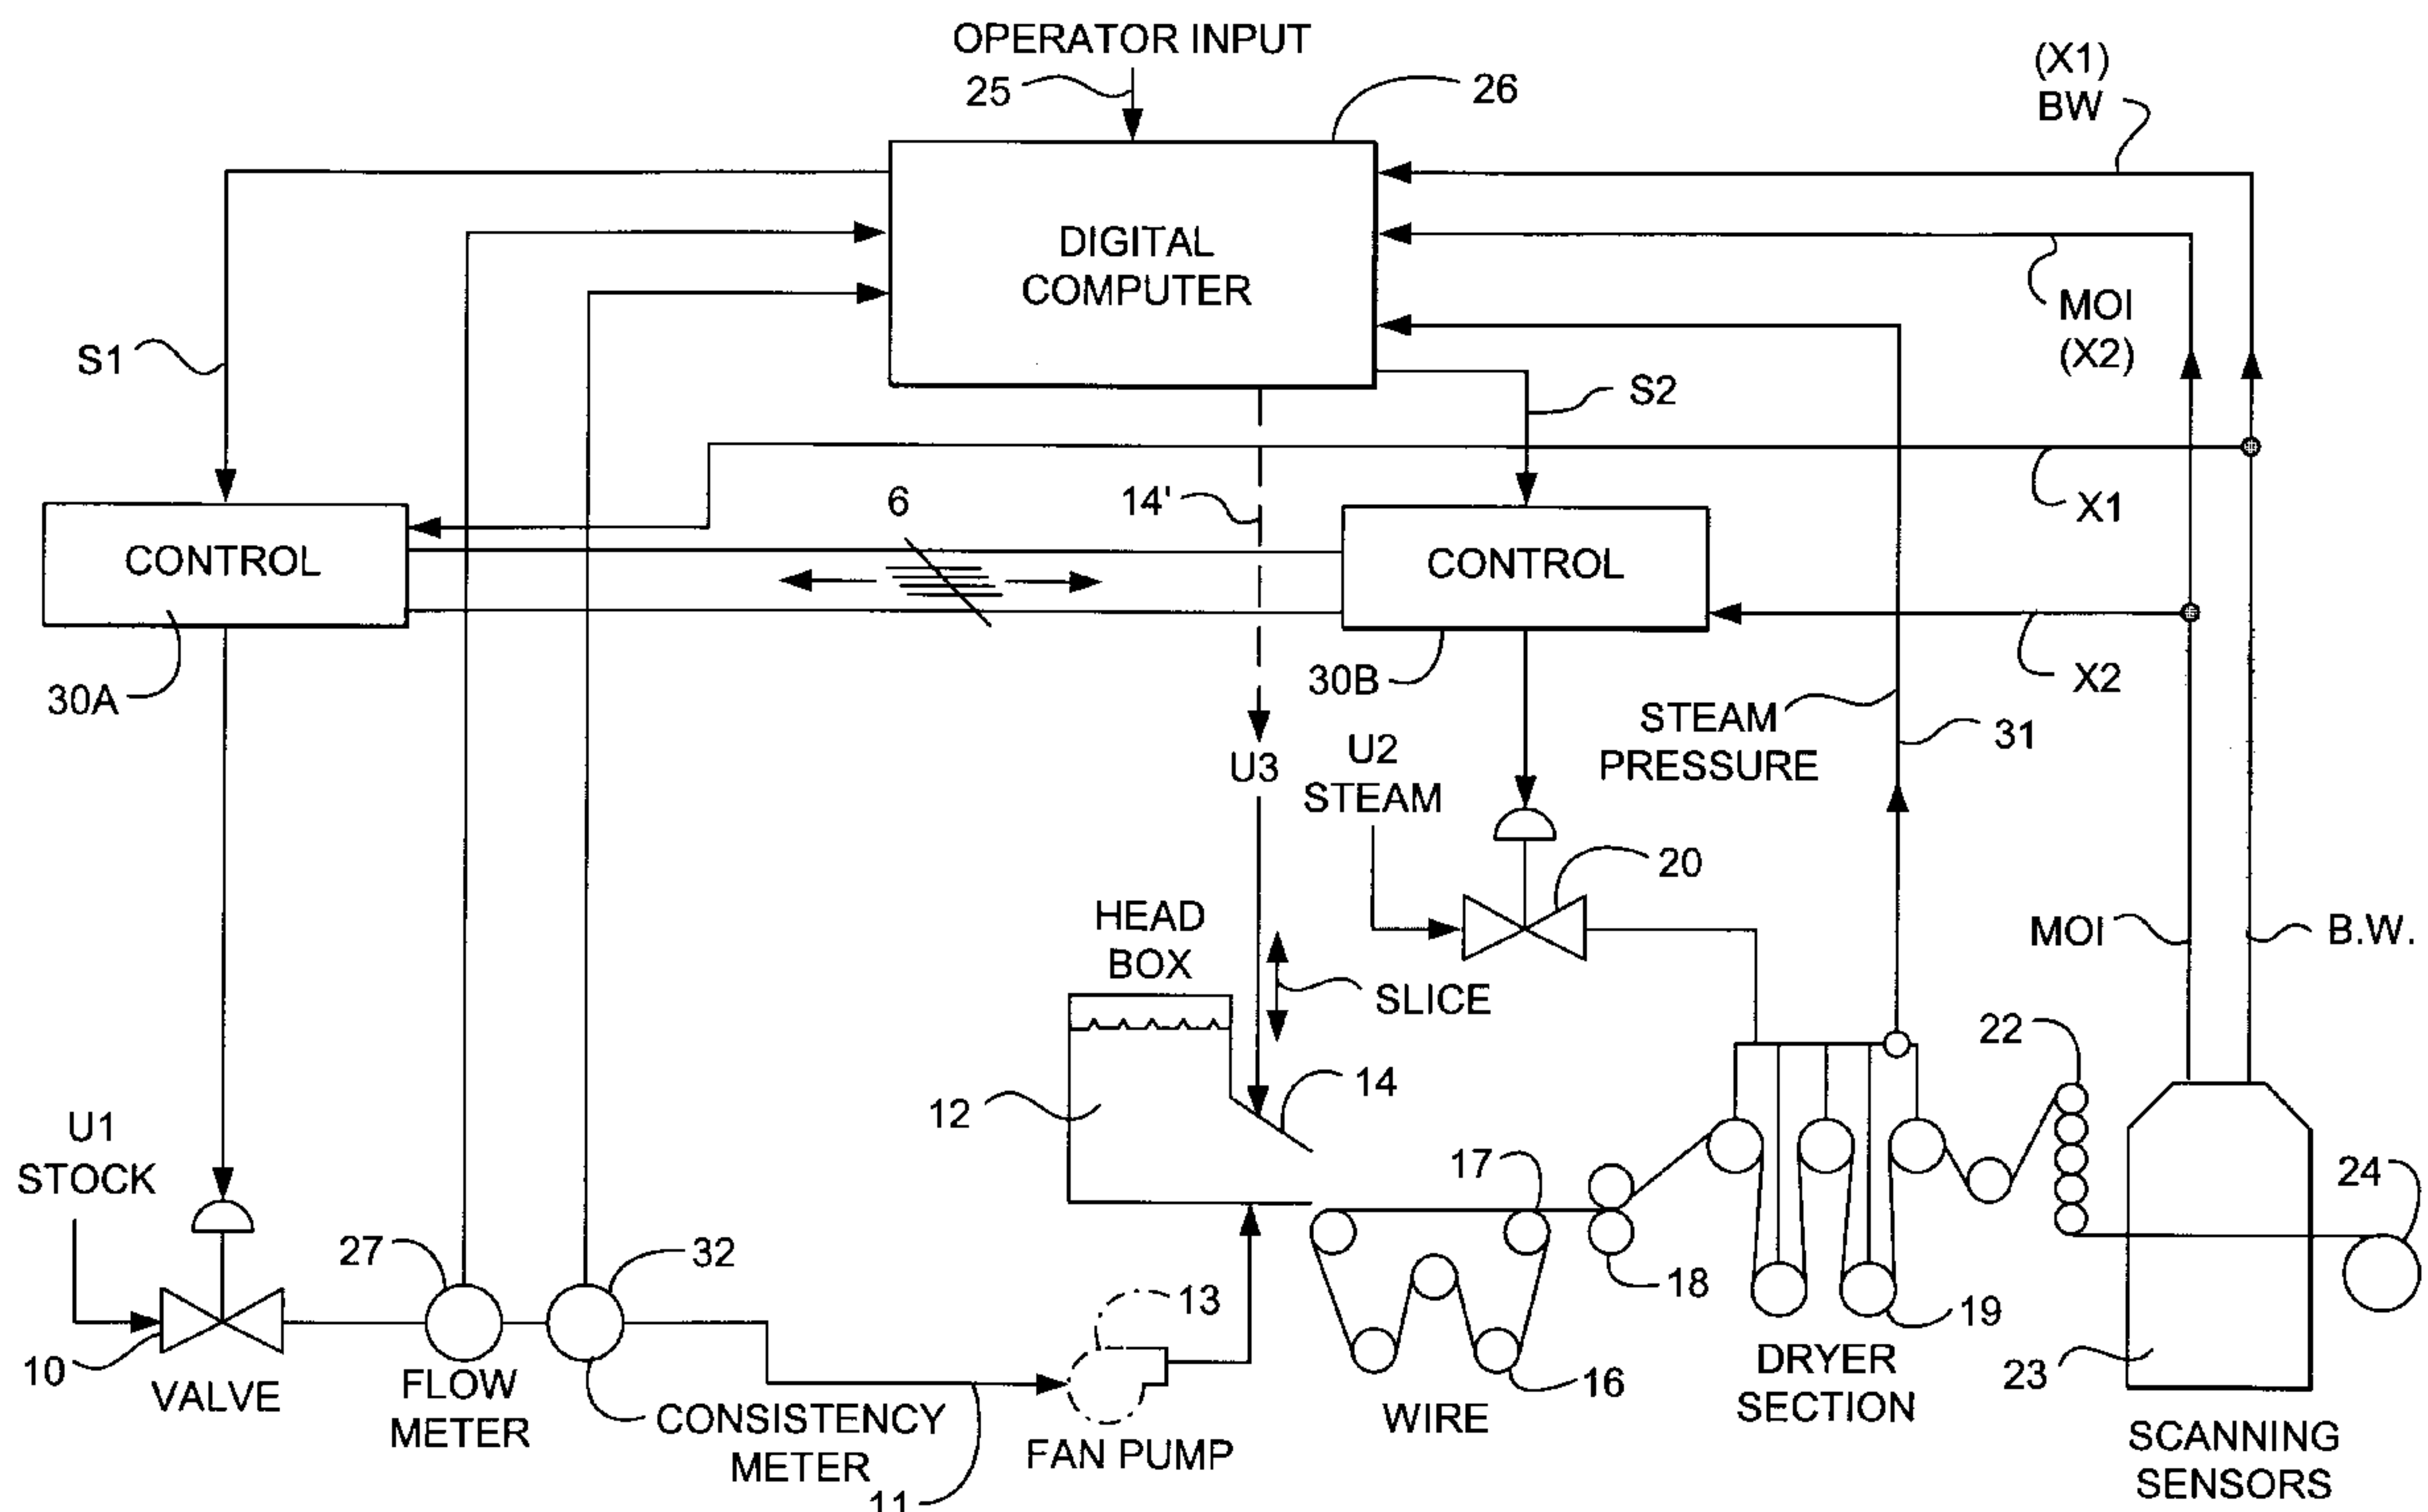 OPERATOR INPUT
25
26
(X1)
BW
DIGITAL
COMPUTER
MOI
(X2)
S1
S2
X1
6
14'
CONTROL
CONTROL
30A
30B
X2
STEAM
PRESSURE
31
U3
U2
STEAM
20
HEAD
BOX
MOI
B.W.
SLICE
22
14
12
U1
STOCK
17
24
27
32
13
18
19
10
VALVE
FLOW
METER
CONSISTENCY
METER
11
FAN PUMP
WIRE
16
DRYER
SECTION
23
SCANNING
SENSORS